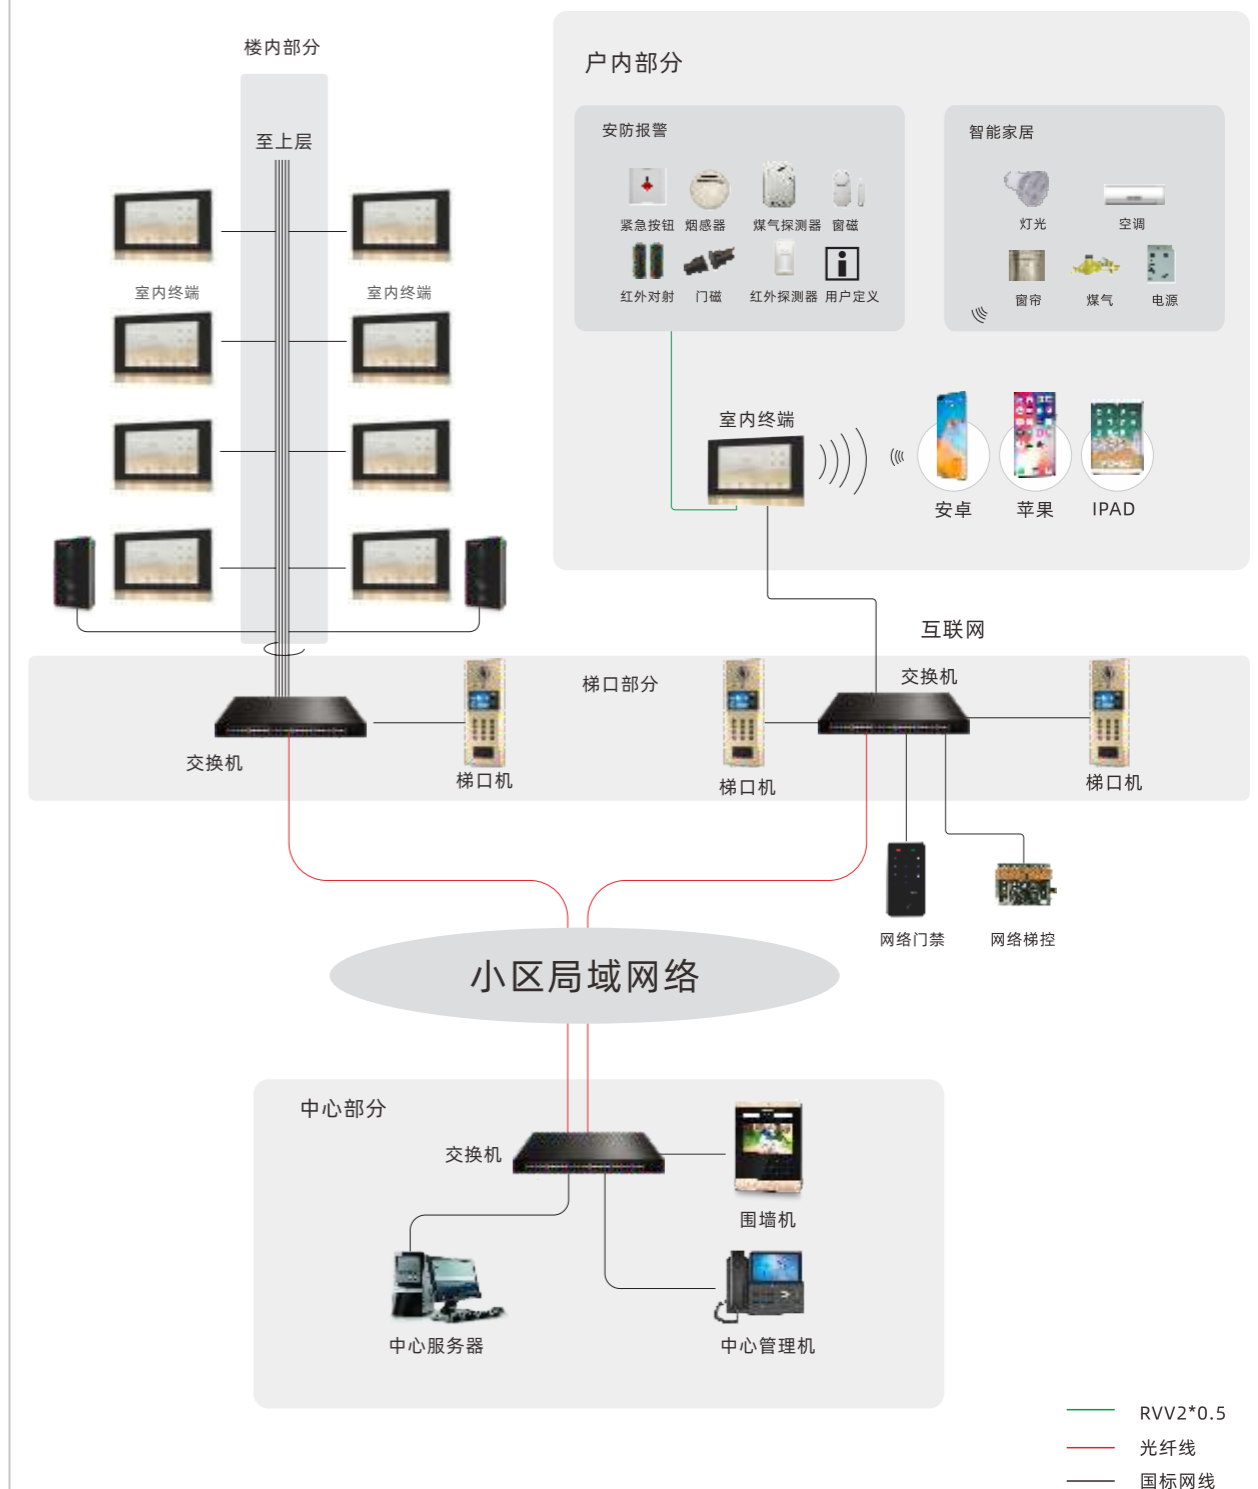 楼内部分
户内部分
至上层
安防报警
智能家居
紧急按钮 烟感器 煤气探测器 窗磁
灯光 空调
室内终端 室内终端
红外对射 门磁 红外探测器 用户定义
窗帘 煤气 电源
室内终端
安卓 苹果 IPAD
互联网
梯口部分
交换机
交换机
梯口机 梯口机 梯口机
网络门禁 网络梯控
小区局域网络
中心部分
交换机
围墙机
中心服务器 中心管理机
RVV2*0.5
光纤线
国标网线